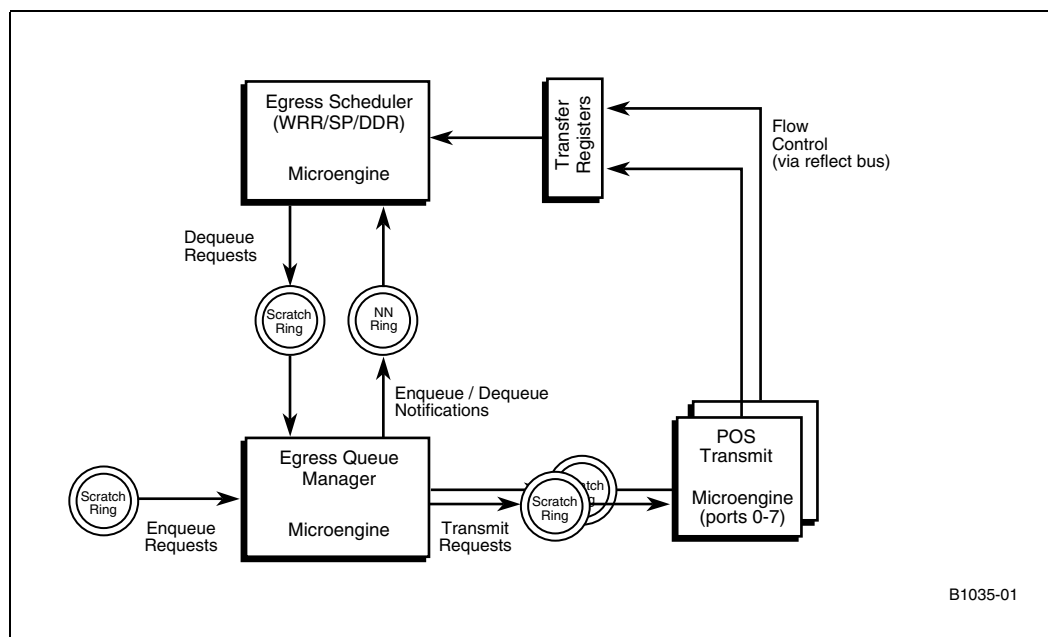 Egress Scheduler
(WRR/SP/DDR)
Microengine
Transfer
Registers
Flow
Control
(via reflect bus)
Dequeue
Requests
Scratch
Ring
NN
Ring
Enqueue / Dequeue
Notifications
Egress Queue
Manager
Microengine
Scratch
Ring
Enqueue
Requests
Scratch
Ring
Transmit
Requests
POS
Transmit
Microengine
(ports 0-7)
B1035-01